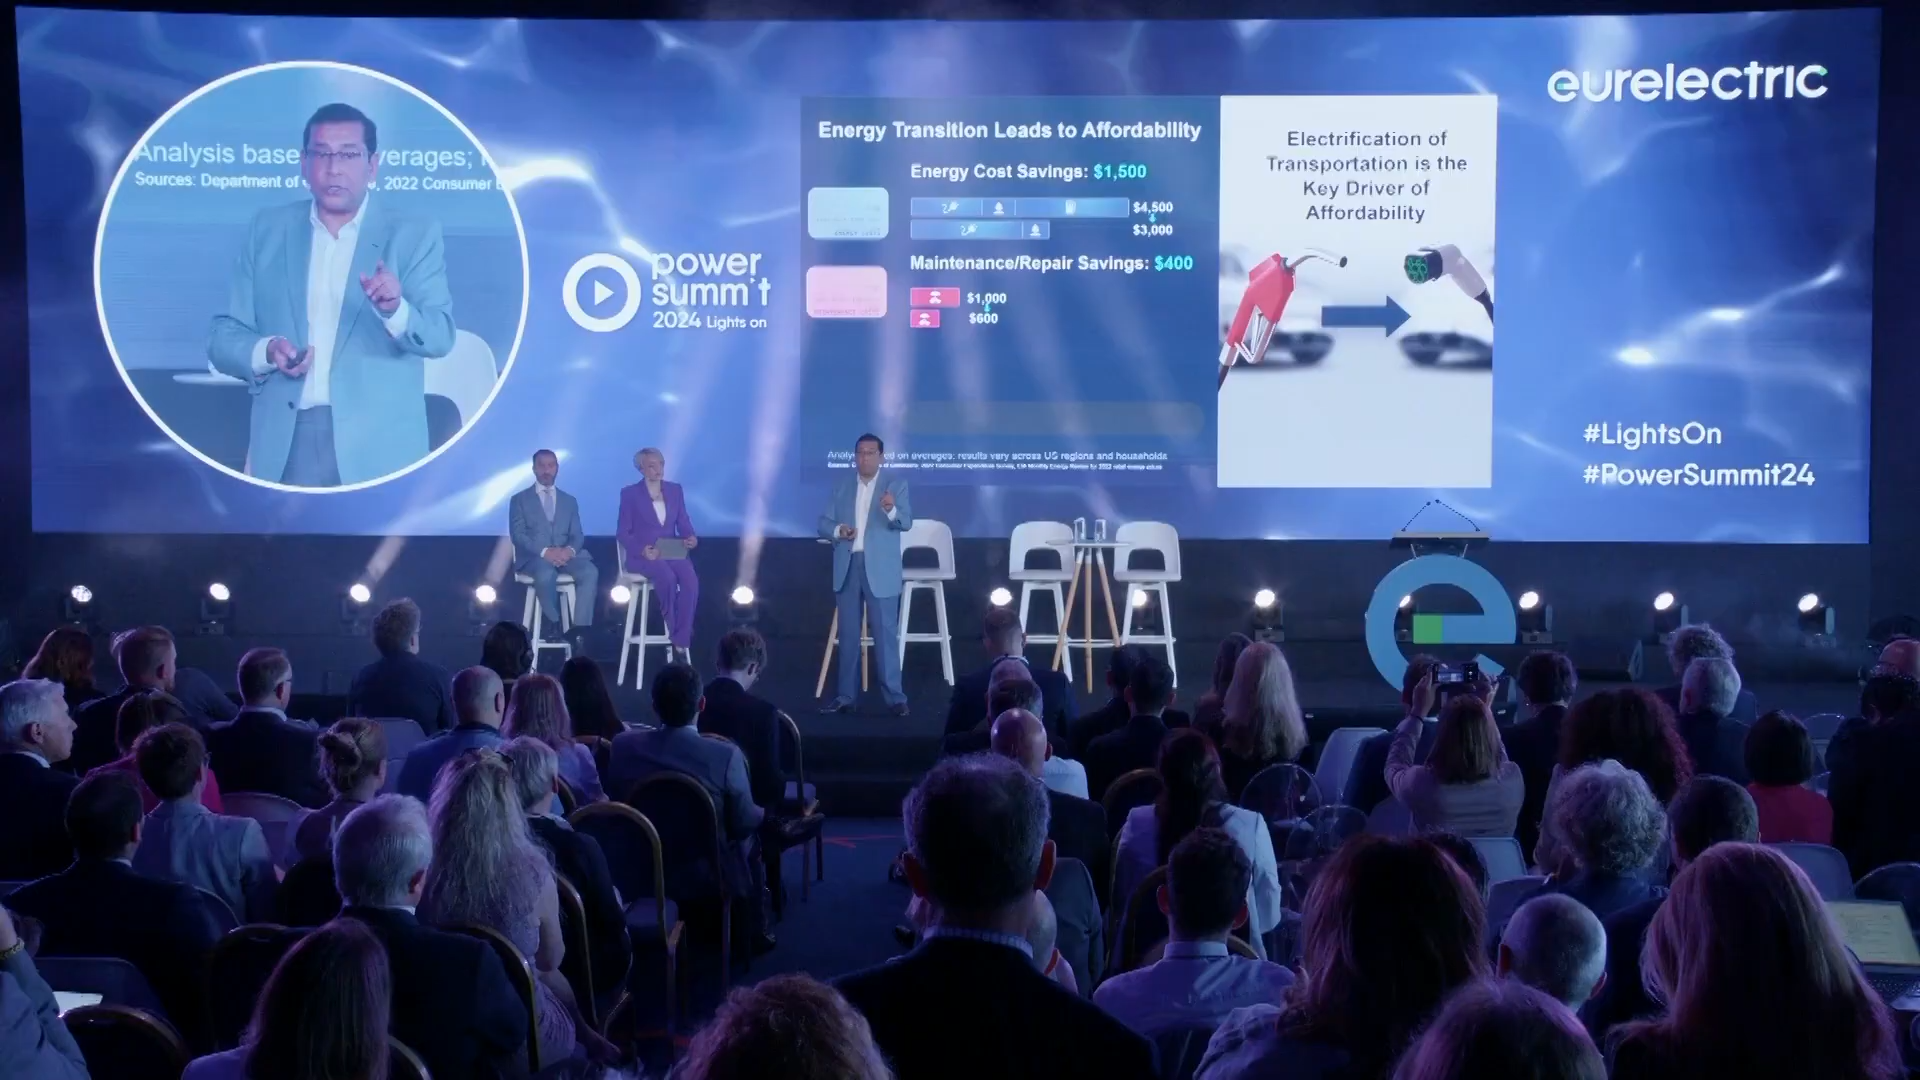 eurelectric
Analysis base verages;
Sources: Department of , 2022 Consumer
power
summit
2024 Lights on
Energy Transition Leads to Affordability
Energy Cost Savings: $1,500
$4,500
$3,000
Maintenance/Repair Savings: $400
$1,000
$600
on averages; results vary across US regions and households
Electrification of
Transportation is the
Key Driver of
Affordability
#LightsOn
#PowerSummit24